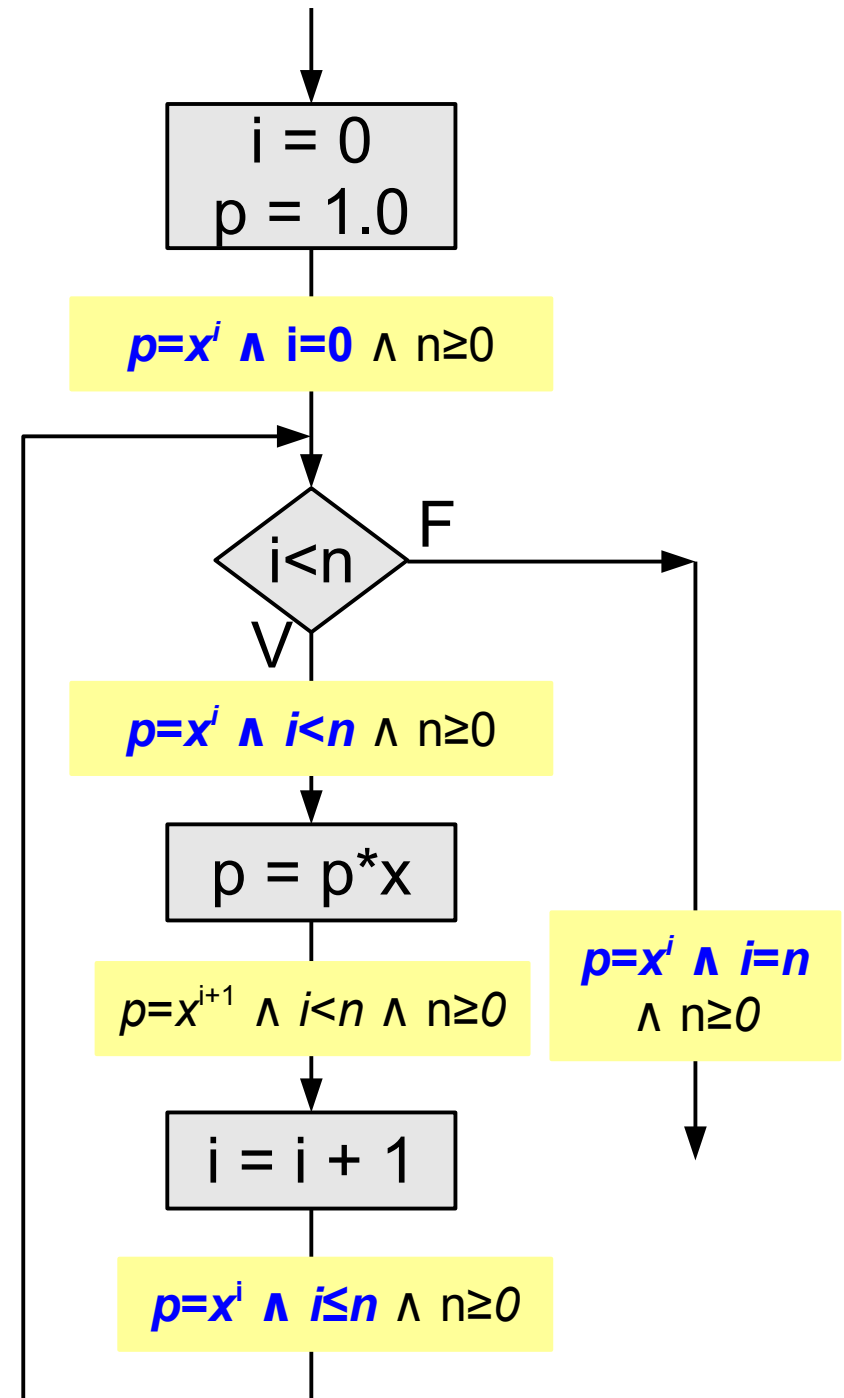 i = 0
p = 1.0
p=xⁱ ∧ i=0 ∧ n≥0
i<n
F
V
p=xⁱ ∧ i<n ∧ n≥0
p = p*x
p=xⁱ⁺¹ ∧ i<n ∧ n≥0
p=xⁱ ∧ i=n
∧ n≥0
i = i + 1
p=xⁱ ∧ i≤n ∧ n≥0